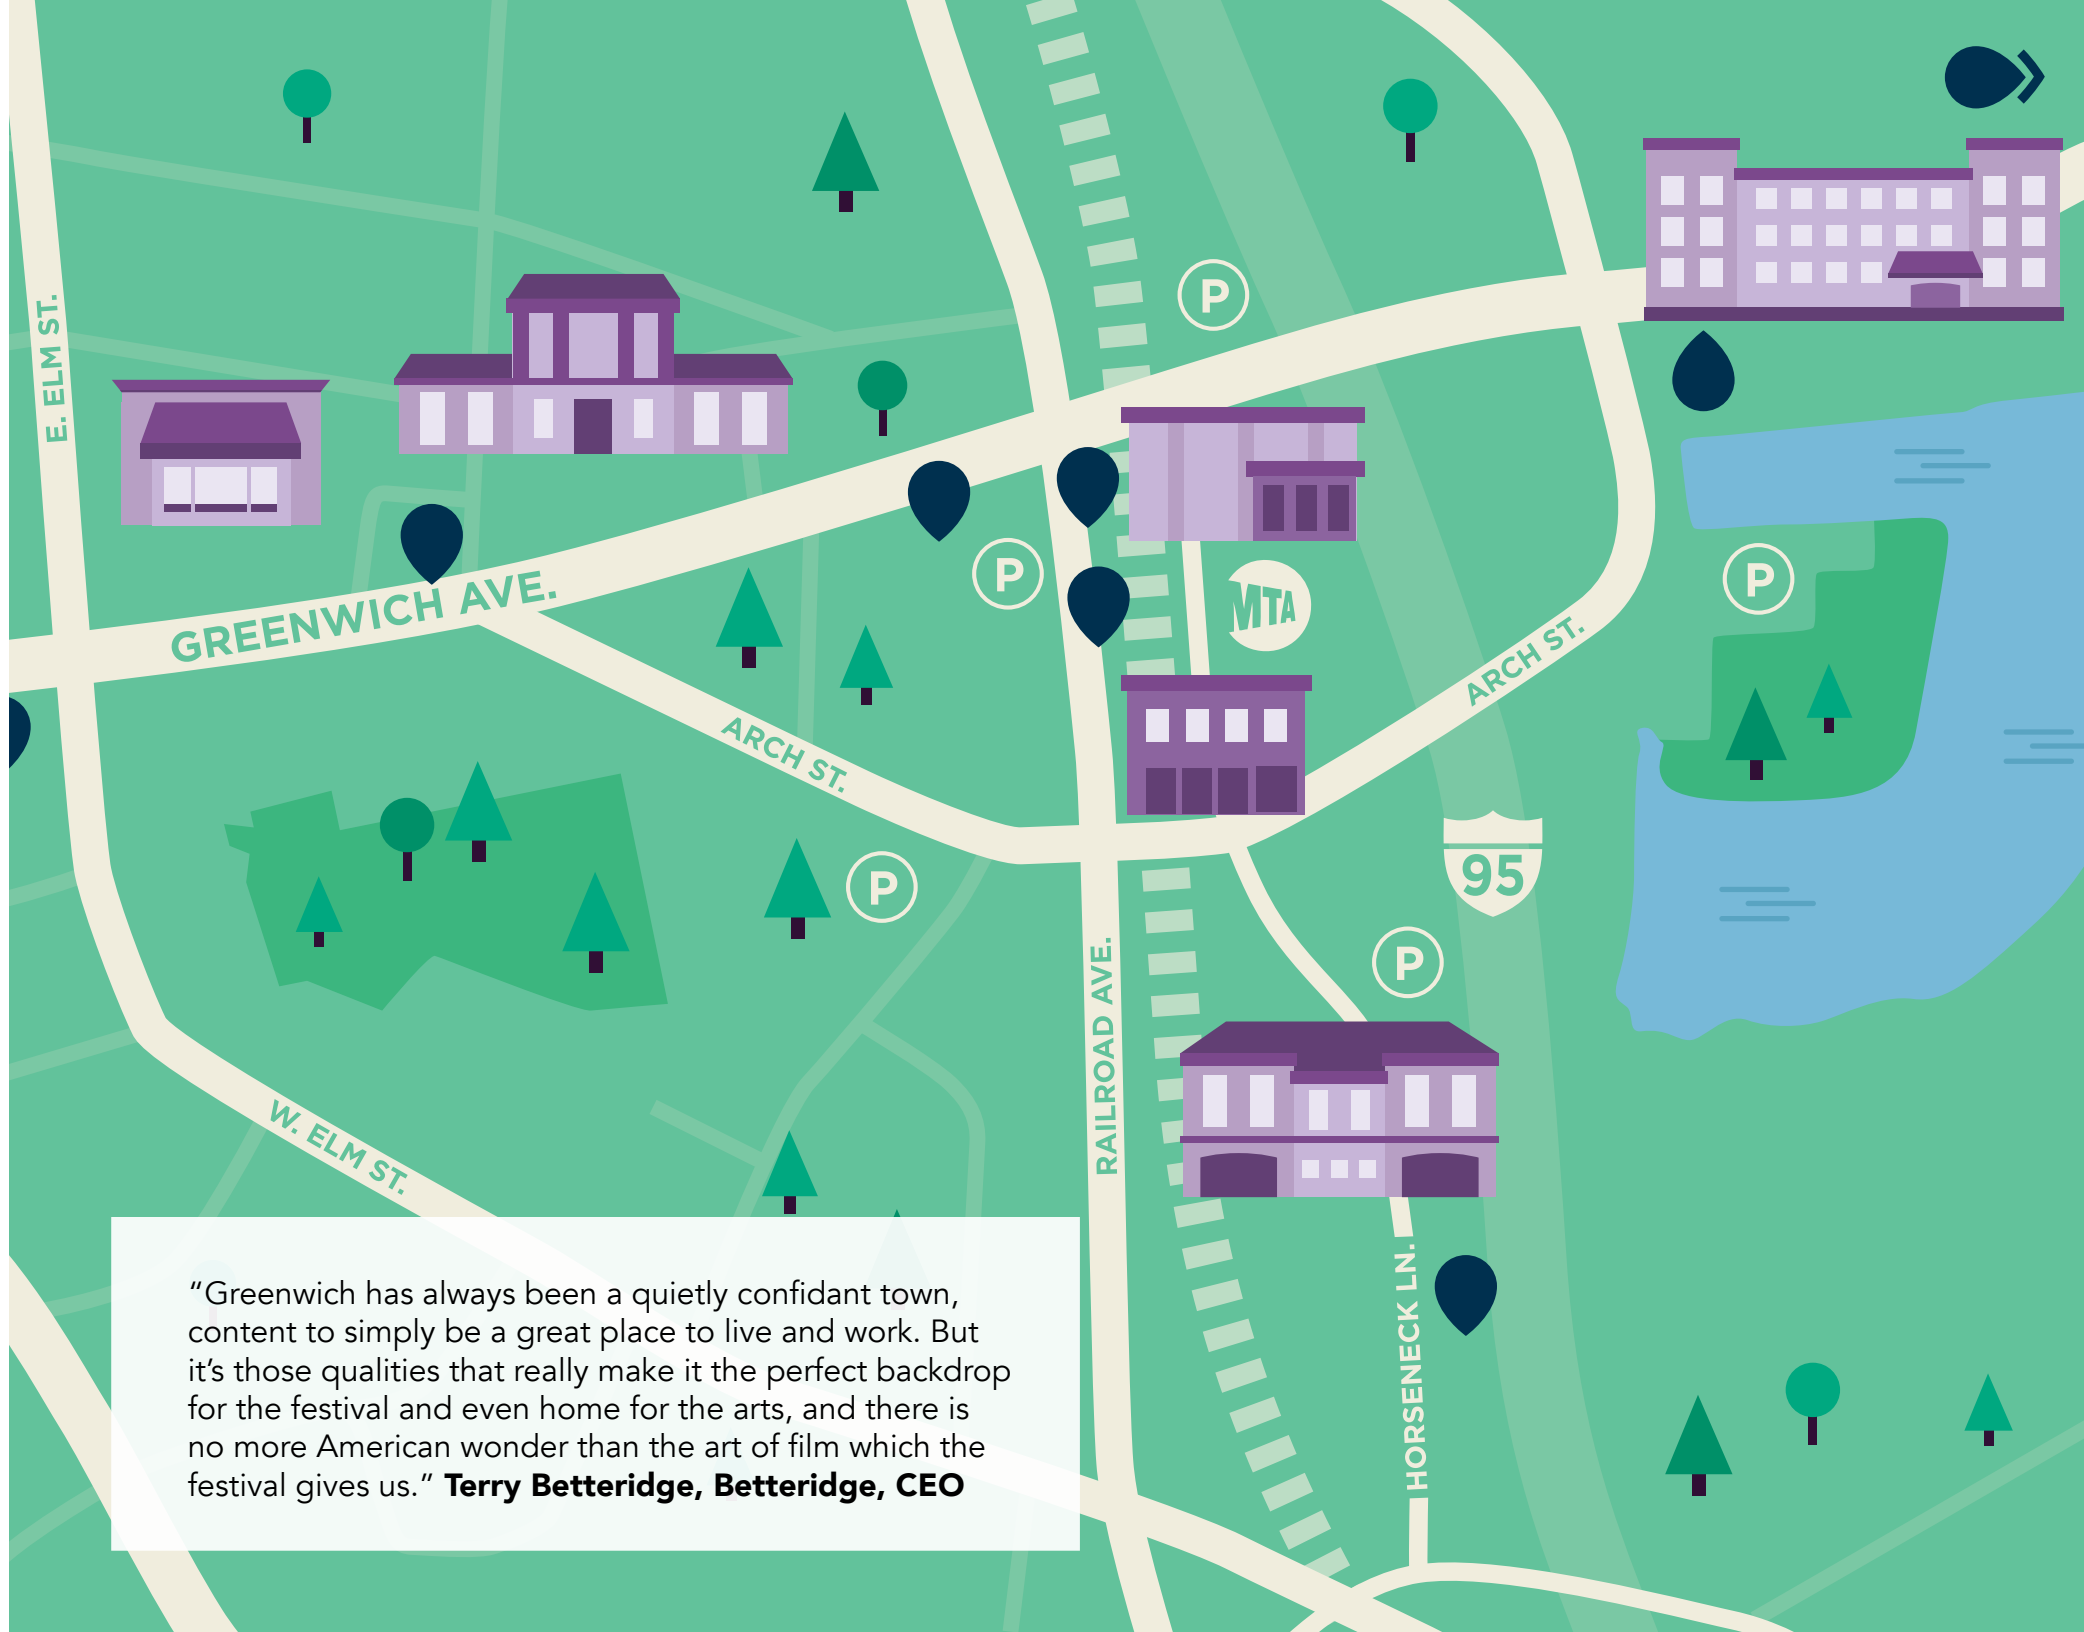 P
E. ELM ST.
GREENWICH AVE.
P
MTA
P
ARCH ST.
ARCH ST.
P
95
P
RAILROAD AVE.
W. ELM ST.
HORSENECK LN.
“Greenwich has always been a quietly confidant town,
content to simply be a great place to live and work. But
it’s those qualities that really make it the perfect backdrop
for the festival and even home for the arts, and there is
no more American wonder than the art of film which the
festival gives us.” Terry Betteridge, Betteridge, CEO